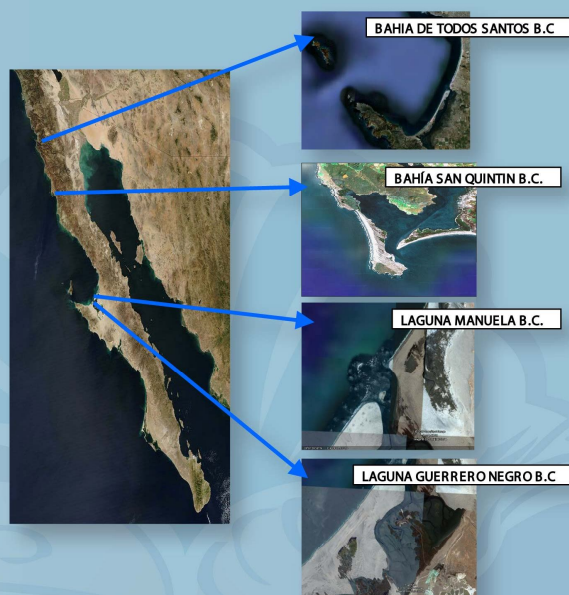 BAHIA DE TODOS SANTOS B.C
BAHÍA SAN QUINTIN B.C.
LAGUNA MANUELA B.C.
LAGUNA GUERRERO NEGRO B.C